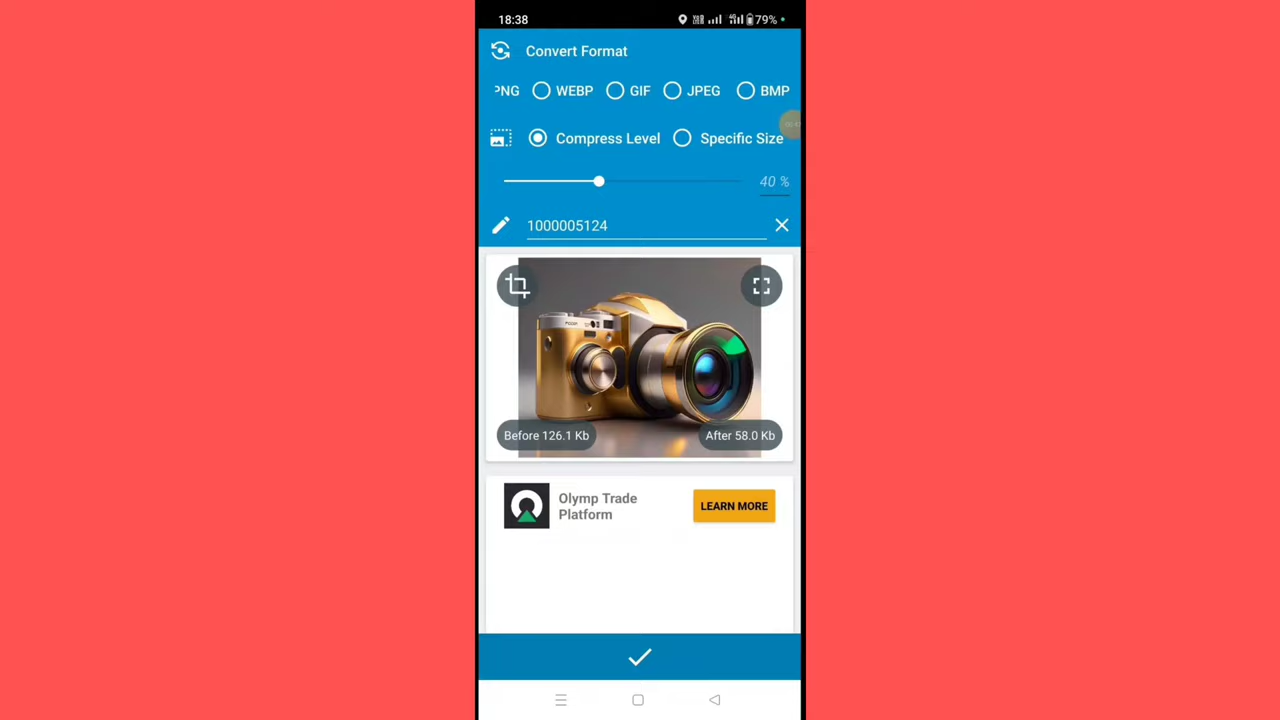 18:38
79%
Convert Format
PNG WEBP GIF JPEG BMP
Compress Level Specific Size
40 %
1000005124
Before 126.1 Kb After 58.0 Kb
Olymp Trade
Platform
LEARN MORE